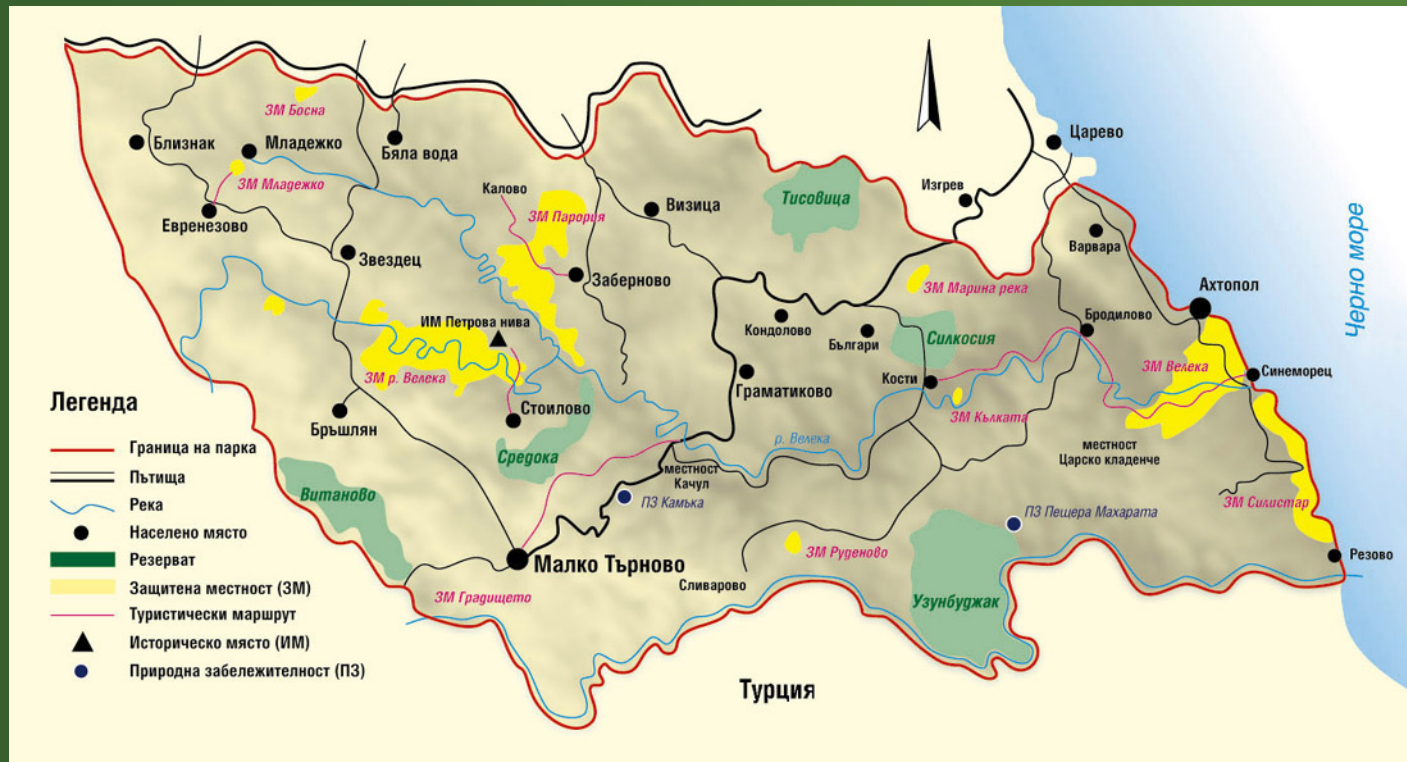 ЗМ Босна
Близнак
Младежко
Бяла вода
Царево
ЗМ Младежко
Калово
ЗМ Парория
Визица
Тисовица
Изгрев
Евренезово
Звездец
Заберново
Варвара
Черно море
ЗМ Марина река
Ахтопол
ИМ Петрова нива
Кондолово
Българи
Силкосия
Бродилово
ЗМ р. Велека
Граматиково
Кости
ЗМ Велека
Синеморец
ЗМ Кълката
Стоилово
Бръшлян
Средока
р. Велека
местност
Царско кладенче
местност
Качул
Витаново
ПЗ Камъка
ЗМ Силистар
ПЗ Пещера Махарата
Малко Търново
ЗМ Руденово
Резово
Сливарово
ЗМ Градището
Узунбуджак
Турция
Легенда
Граница на парка
Пътища
Река
Населено място
Резерват
Защитена местност (ЗМ)
Туристически маршрут
Историческо място (ИМ)
Природна забележителност (ПЗ)